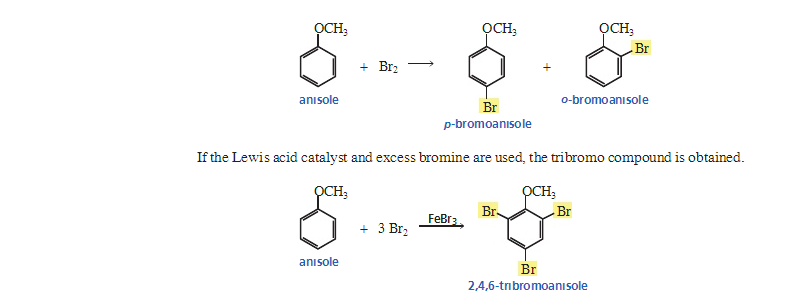 OCH₃ OCH₃ OCH₃
Br
+ Br₂ ⟶ +
anisole o-bromoanisole
Br
p-bromoanisole
If the Lewis acid catalyst and excess bromine are used, the tribromo compound is obtained.
OCH₃ OCH₃
Br Br
FeBr₃
+ 3 Br₂
anisole
Br
2,4,6-tribromoanisole